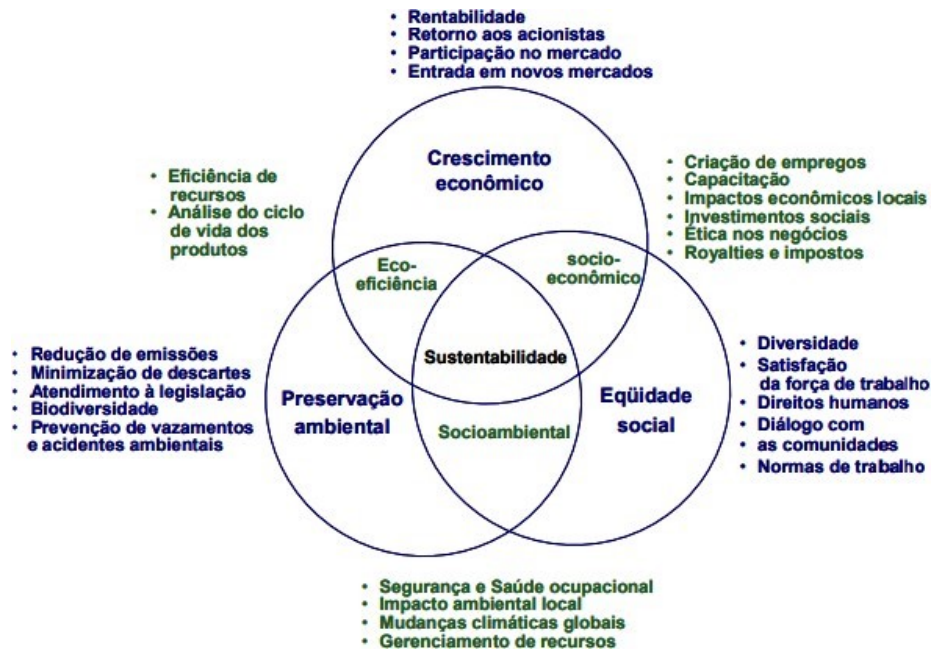 • Rentabilidade
• Retorno aos acionistas
• Participação no mercado
• Entrada em novos mercados
Crescimento
econômico
• Eficiência de
recursos
• Análise do ciclo
de vida dos
produtos
• Criação de empregos
• Capacitação
• Impactos econômicos locais
• Investimentos sociais
• Ética nos negócios
• Royalties e impostos
Eco-
eficiência
socio-
econômico
Sustentabilidade
• Redução de emissões
• Minimização de descartes
• Atendimento à legislação
• Biodiversidade
• Prevenção de vazamentos
e acidentes ambientais
Preservação
ambiental
Socioambiental
Eqüidade
social
• Diversidade
• Satisfação
da força de trabalho
• Direitos humanos
• Diálogo com
• as comunidades
• Normas de trabalho
• Segurança e Saúde ocupacional
• Impacto ambiental local
• Mudanças climáticas globais
• Gerenciamento de recursos